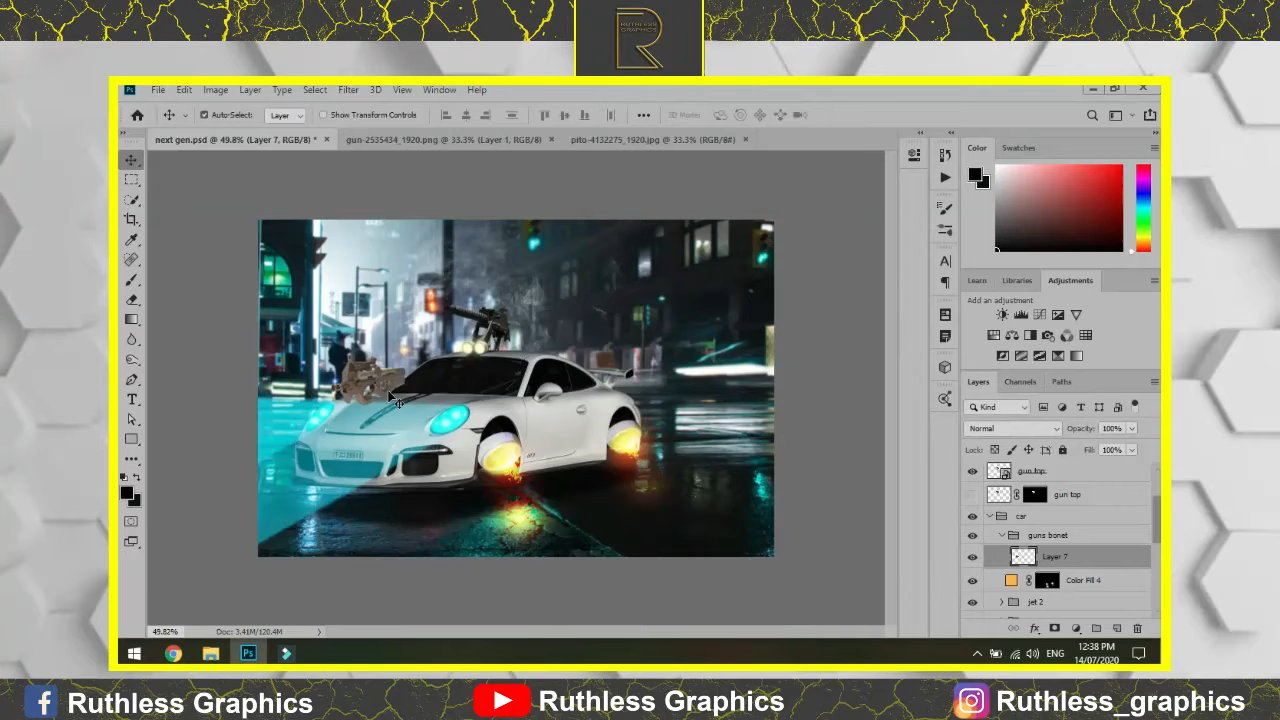 RUTHLESS
GRAPHICS
File Edit Image Layer Type Select Filter 3D View Window Help
Auto-Select: Layer Show Transform Controls 3D Modes
next gen.psd @ 49.8% (Layer 7, RGB/8) * gun-2535434_1920.png @ 33.3% (Layer 1, RGB/8) pito-4132275_1920.jpg @ 33.3% (RGB/8#)
Color Swatches
Learn Libraries Adjustments
Add an adjustment
Layers Channels Paths
Kind
Normal Opacity: 100%
Lock: Fill: 100%
gun top
gun top
car
guns bonet
Layer 7
Color Fill 4
jet 2
49.82% Doc: 3.41M/120.4M
Ps ENG 12:38 PM
14/07/2020
Ruthless Graphics Ruthless Graphics Ruthless_graphics